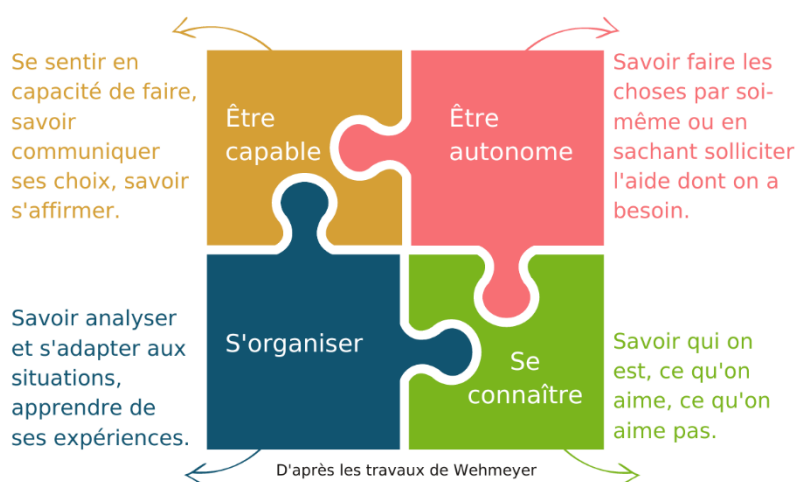 Se sentir en
capacité de faire,
savoir
communiquer
ses choix, savoir
s'affirmer.
Être
capable
Être
autonome
Savoir faire les
choses par soi-
même ou en
sachant solliciter
l'aide dont on a
besoin.
Savoir analyser
et s'adapter aux
situations,
apprendre de
ses expériences.
S'organiser
Se
connaître
Savoir qui on
est, ce qu'on
aime, ce qu'on
aime pas.
D'après les travaux de Wehmeyer